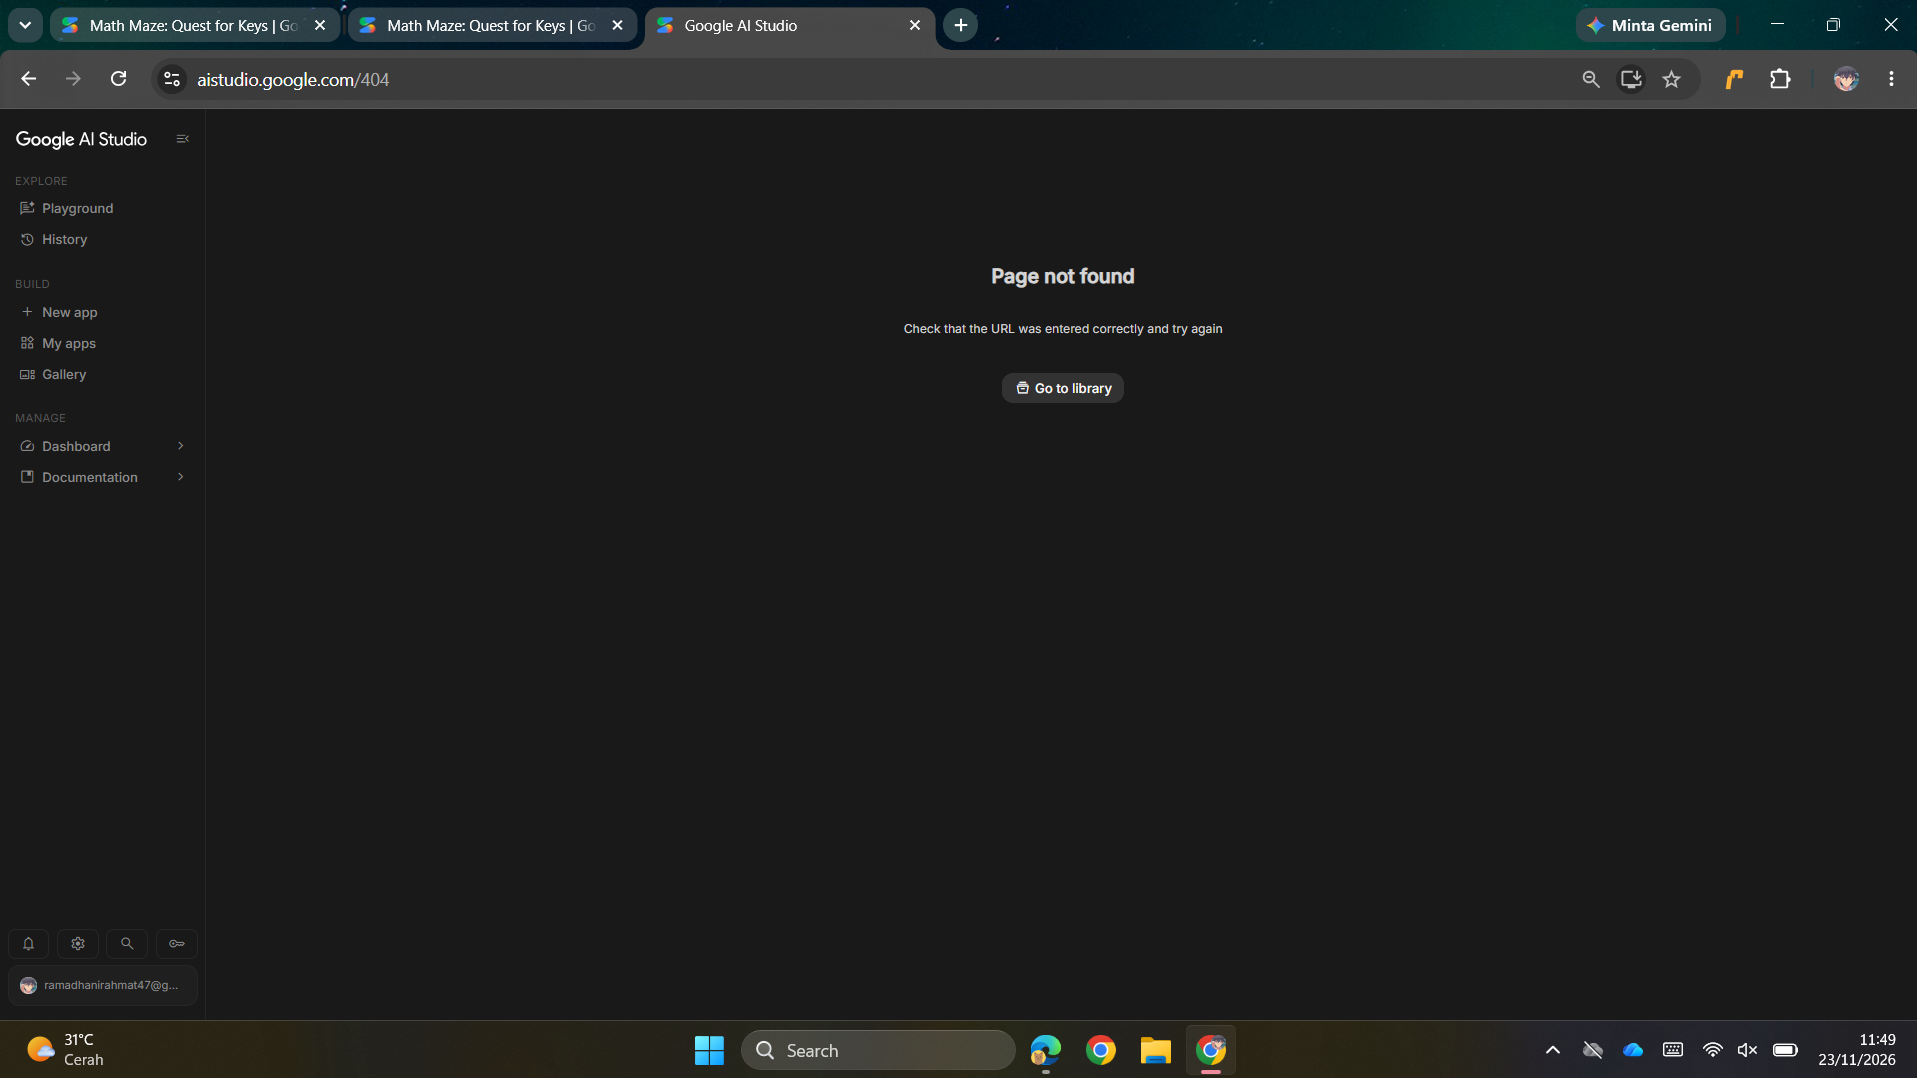 Math Maze: Quest for Keys | Go
Math Maze: Quest for Keys | Go
Google AI Studio
Minta Gemini
aistudio.google.com/404
Google AI Studio
EXPLORE
Playground
History
BUILD
New app
My apps
Gallery
MANAGE
Dashboard
Documentation
Page not found
Check that the URL was entered correctly and try again
Go to library
ramadhanirahmat47@g...
31°C
Cerah
Search
11:49
23/11/2026